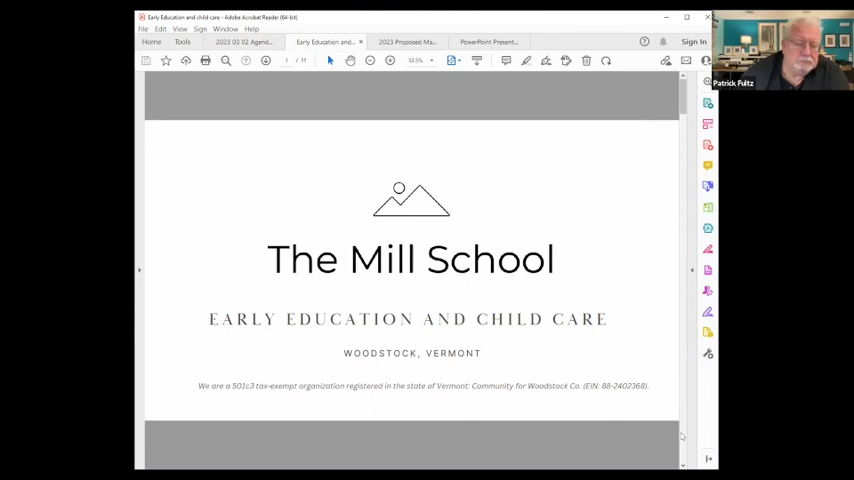 Early Education and child care - Adobe Acrobat Reader (64-bit)
File Edit View Sign Window Help
Home Tools 2023 03 02 Agend... Early Education and... × 2023 Proposed Ma... PowerPoint Present... Sign In
1 / 11 53.5%
Patrick Fultz
The Mill School
EARLY EDUCATION AND CHILD CARE
WOODSTOCK, VERMONT
We are a 501c3 tax-exempt organization registered in the state of Vermont: Community for Woodstock Co. (EIN: 88-2402368).